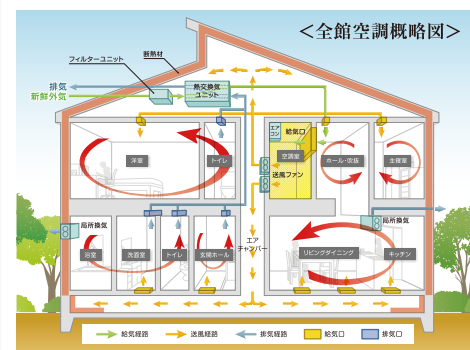 <全館空調概略図>
断熱材
フィルターユニット
排気
新鮮外気
熱交換気
ユニット
エア
コン
給気口
空調室
送風ファン
洋室
トイレ
ホール・吹抜
主寝室
局所換気
浴室
洗面室
トイレ
玄関ホール
エア
チャンバー
局所換気
リビングダイニング
キッチン
給気経路
送風経路
排気経路
給気口
排気口